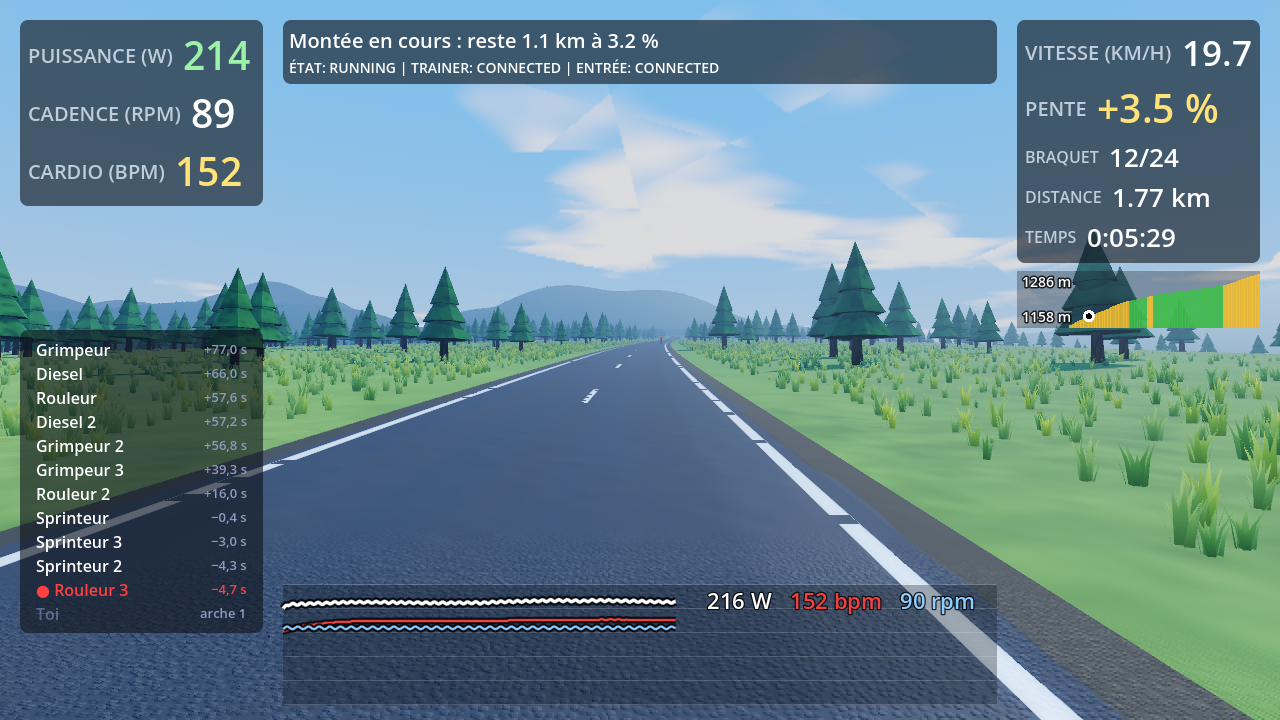 PUISSANCE (W) 214
CADENCE (RPM) 89
CARDIO (BPM) 152
Montée en cours : reste 1.1 km à 3.2 %
ÉTAT: RUNNING | TRAINER: CONNECTED | ENTRÉE: CONNECTED
VITESSE (KM/H) 19.7
PENTE +3.5 %
BRAQUET 12/24
DISTANCE 1.77 km
TEMPS 0:05:29
1286 m
1158 m
Grimpeur +77,0 s
Diesel +66,0 s
Rouleur +57,6 s
Diesel 2 +57,2 s
Grimpeur 2 +56,8 s
Grimpeur 3 +39,3 s
Rouleur 2 +16,0 s
Sprinteur −0,4 s
Sprinteur 3 −3,0 s
Sprinteur 2 −4,3 s
Rouleur 3 −4,7 s
Toi arche 1
216 W 152 bpm 90 rpm